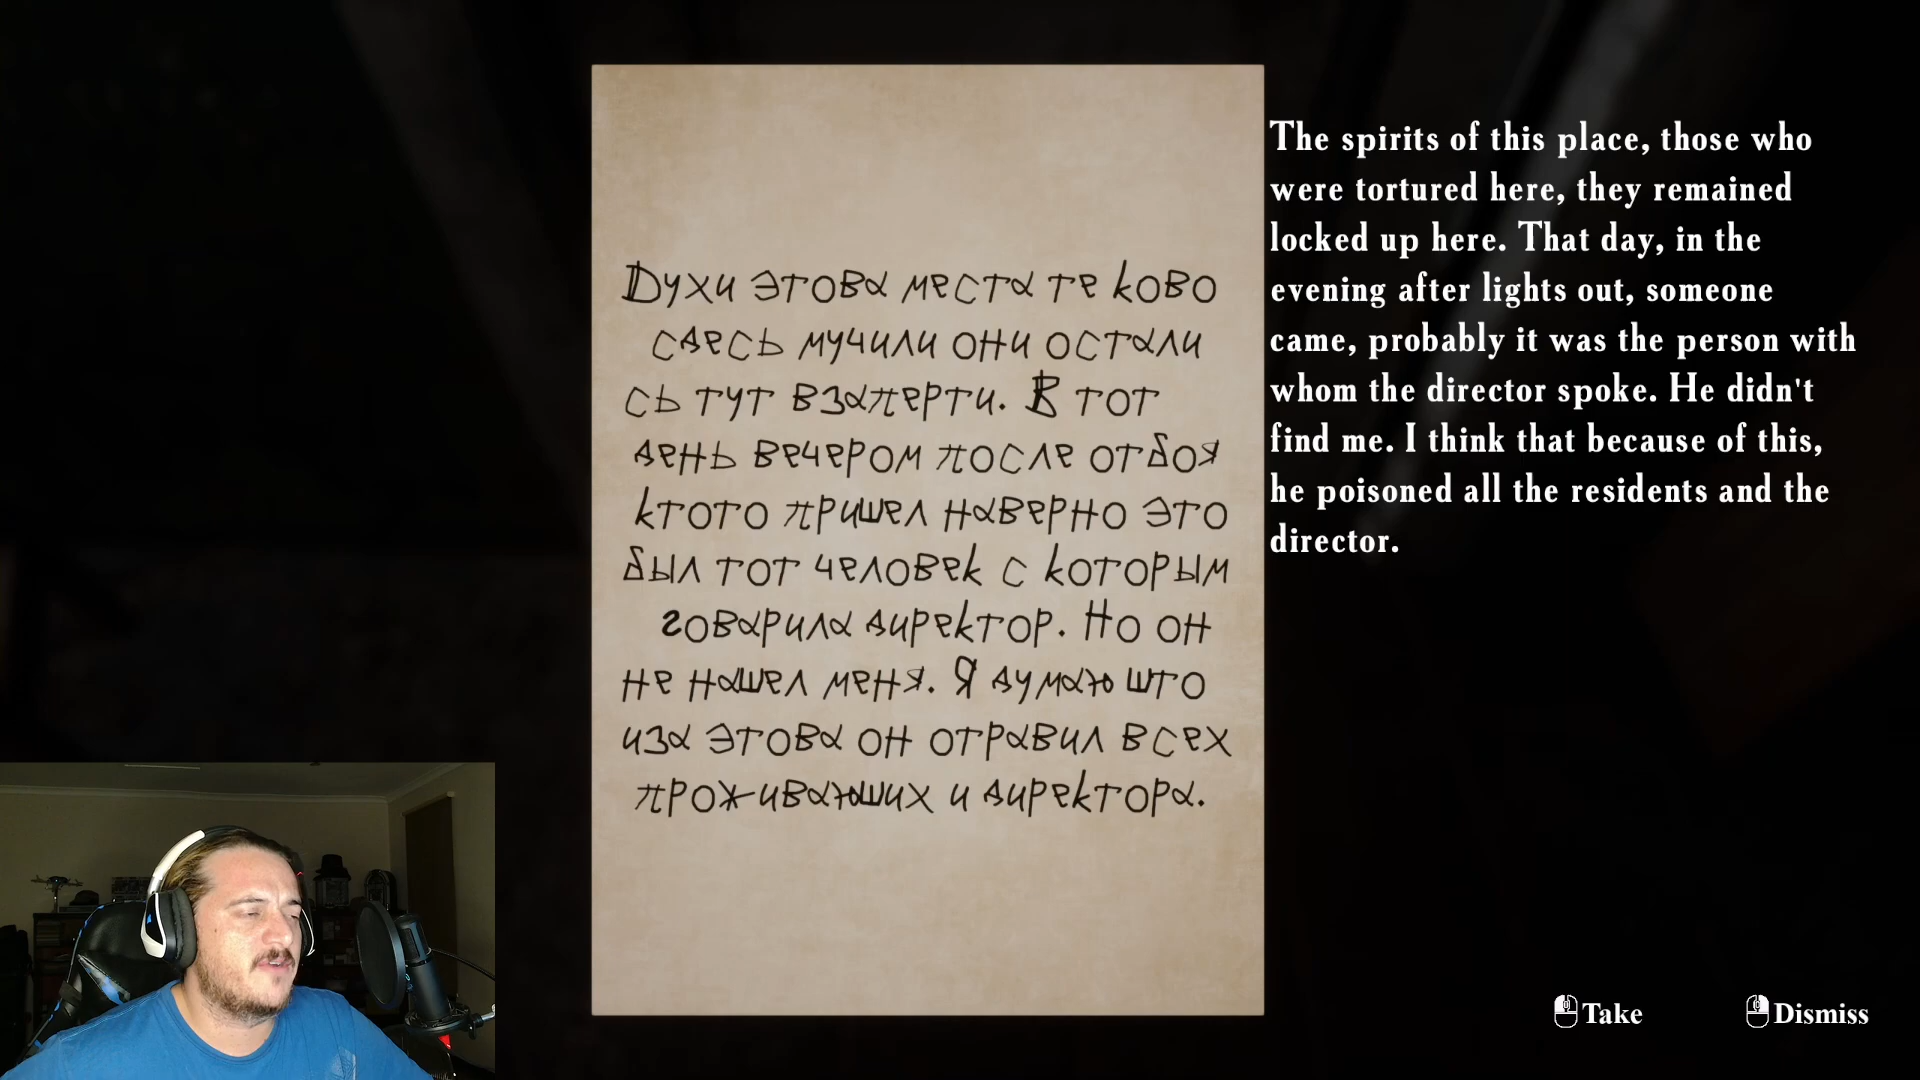 Духи этова места те ково
сдесь мучили они остали
сь тут взаперти. В тот
день вечером после отбоя
ктото пришел наверно это
был тот человек с которым
говарила директор. Но он
не нашел меня. Я думаю што
иза этова он отравил всех
проживаюших и директора.
The spirits of this place, those who
were tortured here, they remained
locked up here. That day, in the
evening after lights out, someone
came, probably it was the person with
whom the director spoke. He didn't
find me. I think that because of this,
he poisoned all the residents and the
director.
Take
Dismiss